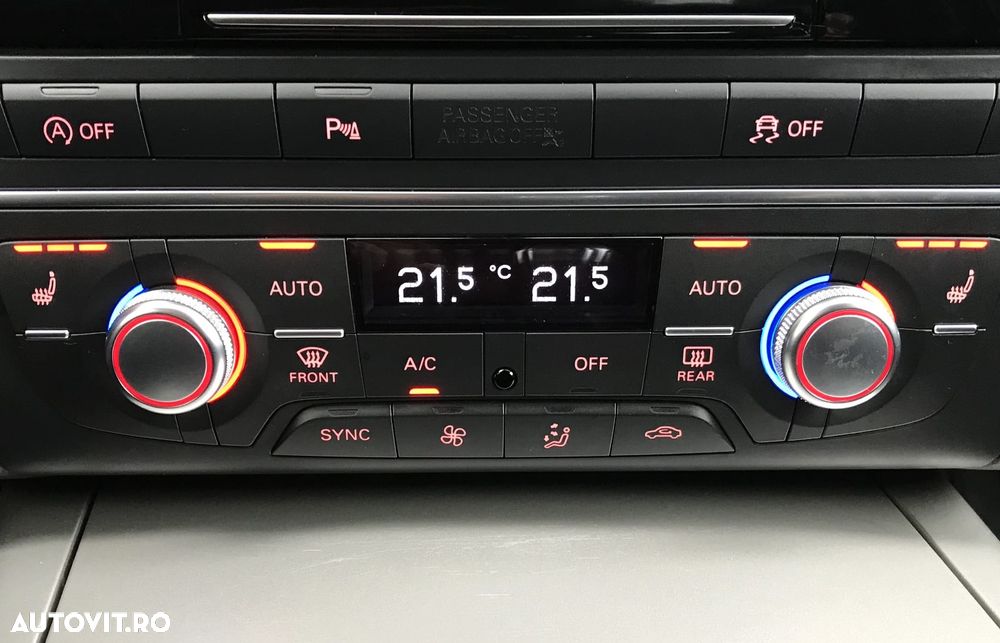 A OFF
P
PASSENGER
AIRBAG OFF
OFF
AUTO
21.5 °C 21.5
AUTO
FRONT
A/C
OFF
REAR
SYNC
AUTOVIT.RO